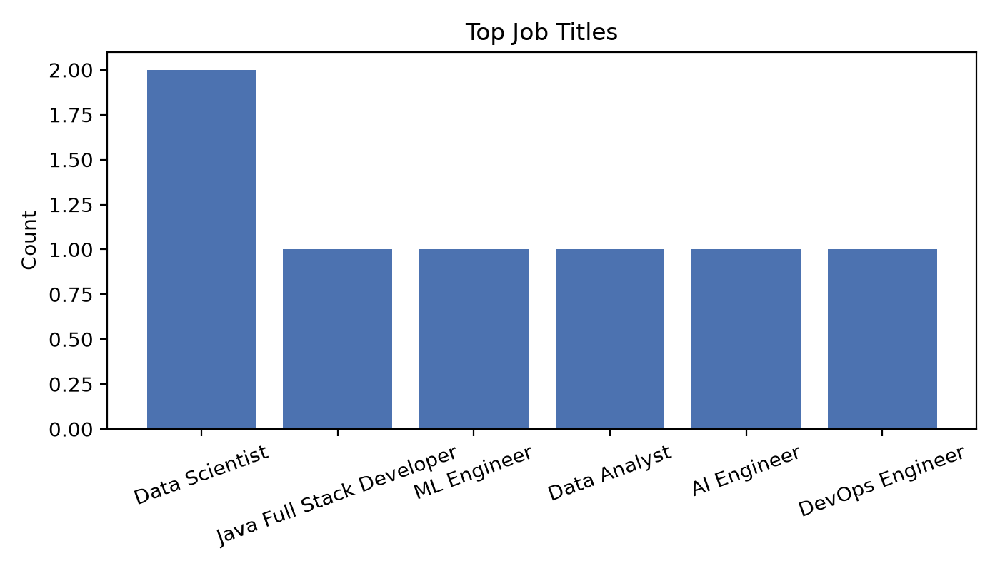 Top Job Titles
2.00
1.75
1.50
1.25
1.00
0.75
0.50
0.25
0.00
Count
Data Scientist
Java Full Stack Developer
ML Engineer
Data Analyst
AI Engineer
DevOps Engineer